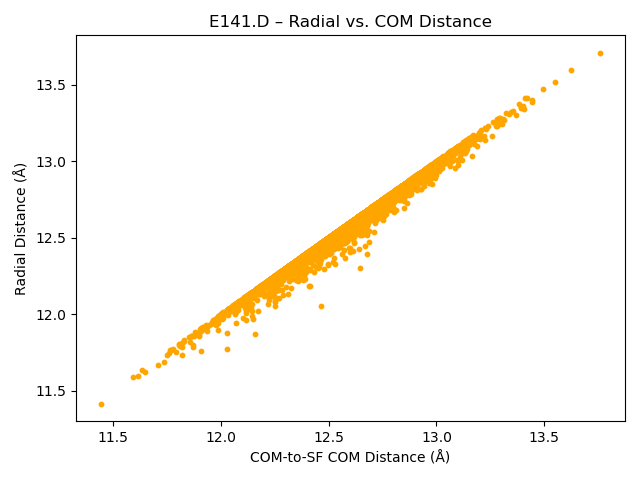 E141.D – Radial vs. COM Distance
Radial Distance (Å)
13.5
13.0
12.5
12.0
11.5
11.5 12.0 12.5 13.0 13.5
COM-to-SF COM Distance (Å)